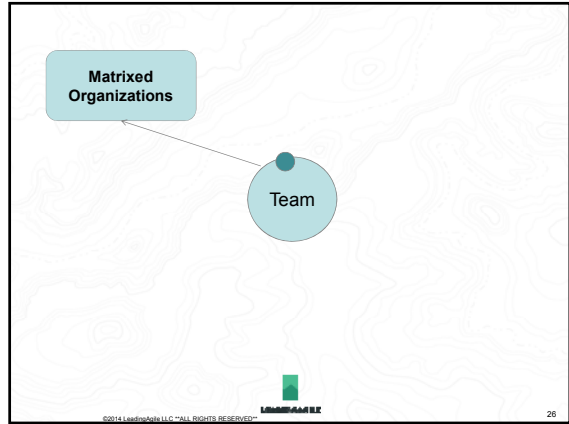 Matrixed
Organizations
Team
©2014 LeadingAgile LLC **ALL RIGHTS RESERVED**
26